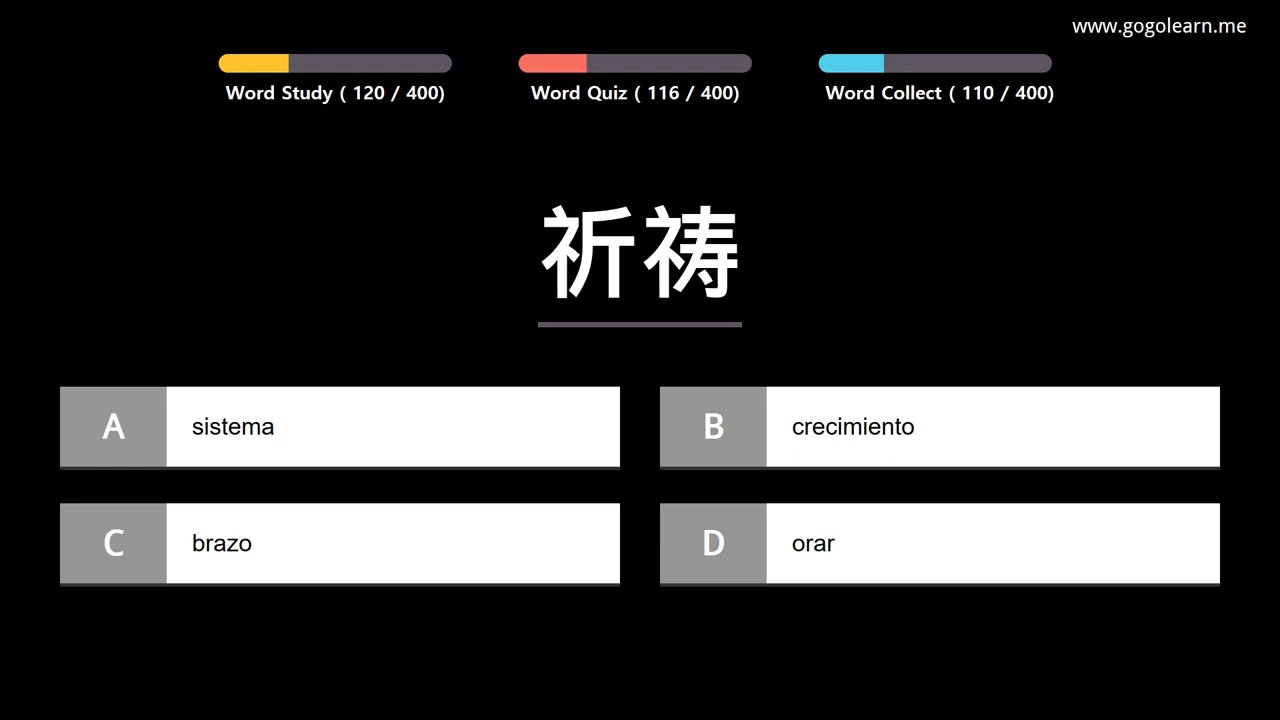 www.gogolearn.me
Word Study ( 120 / 400)
Word Quiz ( 116 / 400)
Word Collect ( 110 / 400)
祈祷
A sistema
B crecimiento
C brazo
D orar